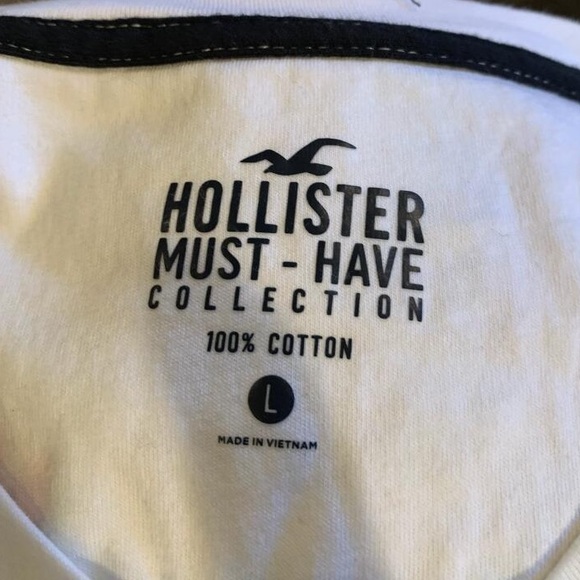 HOLLISTER
MUST - HAVE
COLLECTION
100% COTTON
L
MADE IN VIETNAM